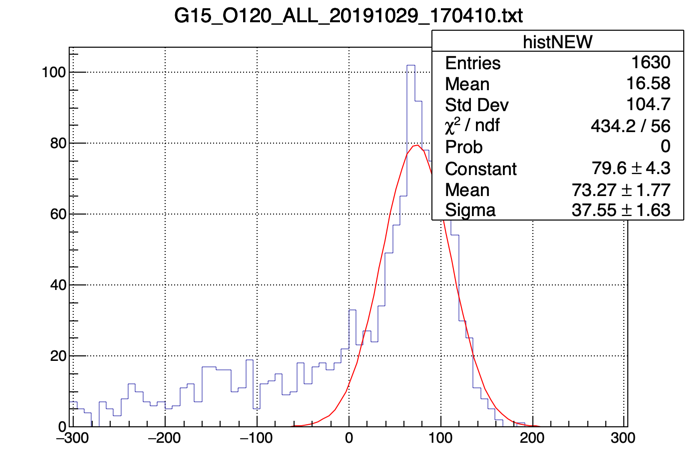 G15_O120_ALL_20191029_170410.txt
histNEW
Entries 1630
Mean 16.58
Std Dev 104.7
χ² / ndf 434.2 / 56
Prob 0
Constant 79.6 ± 4.3
Mean 73.27 ± 1.77
Sigma 37.55 ± 1.63
100
80
60
40
20
0
−300 −200 −100 0 100 200 300